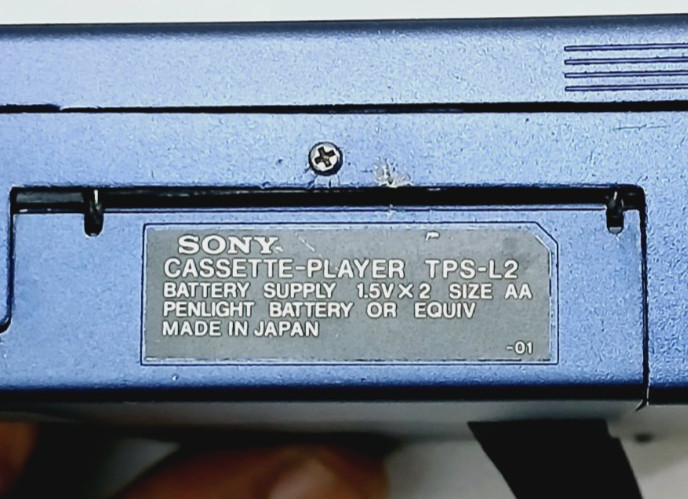 SONY
CASSETTE-PLAYER TPS-L2
BATTERY SUPPLY 1.5V×2 SIZE AA
PENLIGHT BATTERY OR EQUIV
MADE IN JAPAN
-01